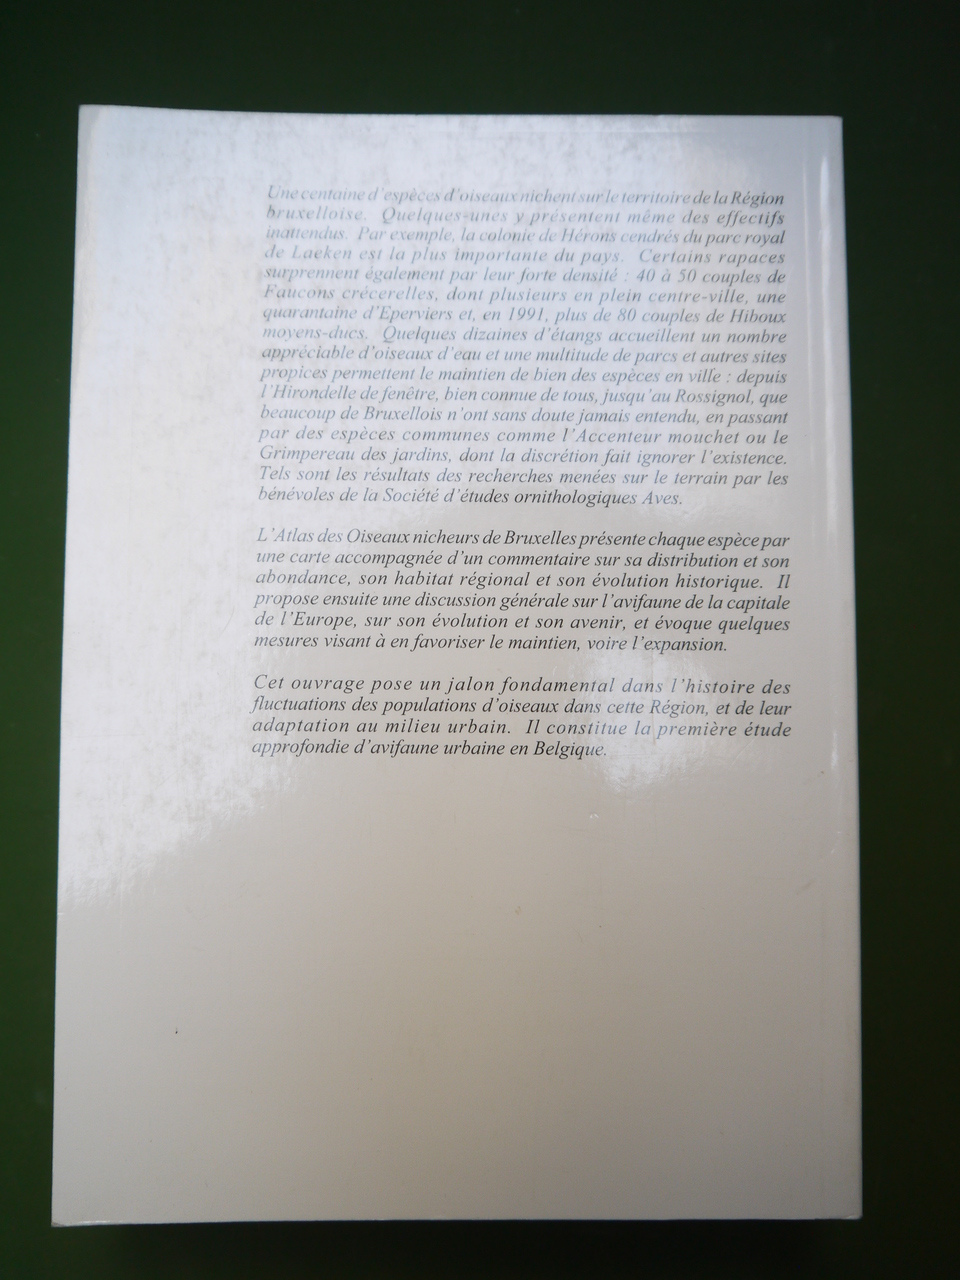 Une centaine d'espèces d'oiseaux nichent sur le territoire de la Région
bruxelloise. Quelques-unes y présentent même des effectifs
inattendus. Par exemple, la colonie de Hérons cendrés du parc royal
de Laeken est la plus importante du pays. Certains rapaces
surprennent également par leur forte densité : 40 à 50 couples de
Faucons crécerelles, dont plusieurs en plein centre-ville, une
quarantaine d'Eperviers et, en 1991, plus de 80 couples de Hiboux
moyens-ducs. Quelques dizaines d'étangs accueillent un nombre
appréciable d'oiseaux d'eau et une multitude de parcs et autres sites
propices permettent le maintien de bien des espèces en ville : depuis
l'Hirondelle de fenêtre, bien connue de tous, jusqu'au Rossignol, que
beaucoup de Bruxellois n'ont sans doute jamais entendu, en passant
par des espèces communes comme l'Accenteur mouchet ou le
Grimpereau des jardins, dont la discrétion fait ignorer l'existence.
Tels sont les résultats des recherches menées sur le terrain par les
bénévoles de la Société d'études ornithologiques Aves.
L'Atlas des Oiseaux nicheurs de Bruxelles présente chaque espèce par
une carte accompagnée d'un commentaire sur sa distribution et son
abondance, son habitat régional et son évolution historique. Il
propose ensuite une discussion générale sur l'avifaune de la capitale
de l'Europe, sur son évolution et son avenir, et évoque quelques
mesures visant à en favoriser le maintien, voire l'expansion.
Cet ouvrage pose un jalon fondamental dans l'histoire des
fluctuations des populations d'oiseaux dans cette Région, et de leur
adaptation au milieu urbain. Il constitue la première étude
approfondie d'avifaune urbaine en Belgique.